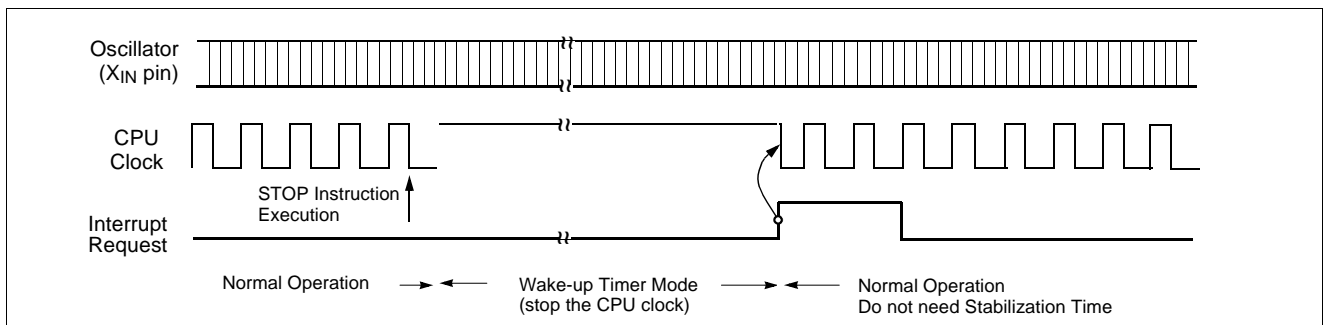 Oscillator
(XIN pin)
CPU
Clock
STOP Instruction
Execution
Interrupt
Request
Normal Operation
Wake-up Timer Mode
(stop the CPU clock)
Normal Operation
Do not need Stabilization Time